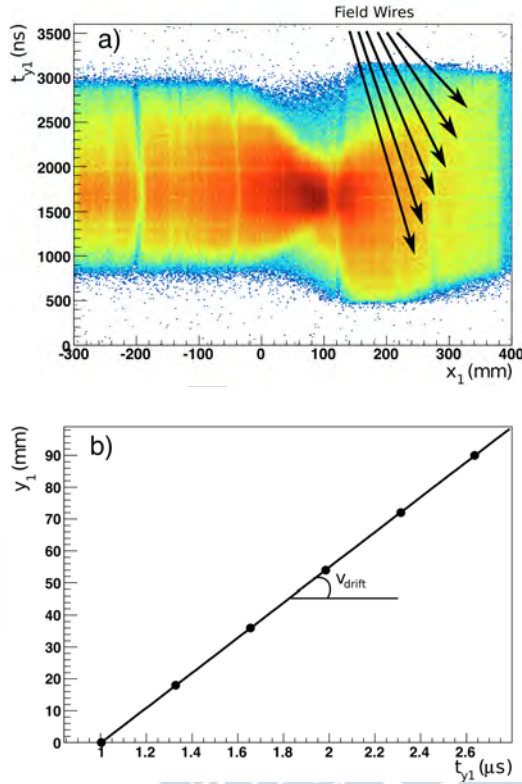 Field Wires
a)
t_y1 (ns)
3500
3000
2500
2000
1500
1000
500
0
-300 -200 -100 0 100 200 300 400
x_1 (mm)
b)
y_1 (mm)
90
80
70
60
50
40
30
20
10
0
v_drift
1 1.2 1.4 1.6 1.8 2 2.2 2.4 2.6
t_y1 (μs)